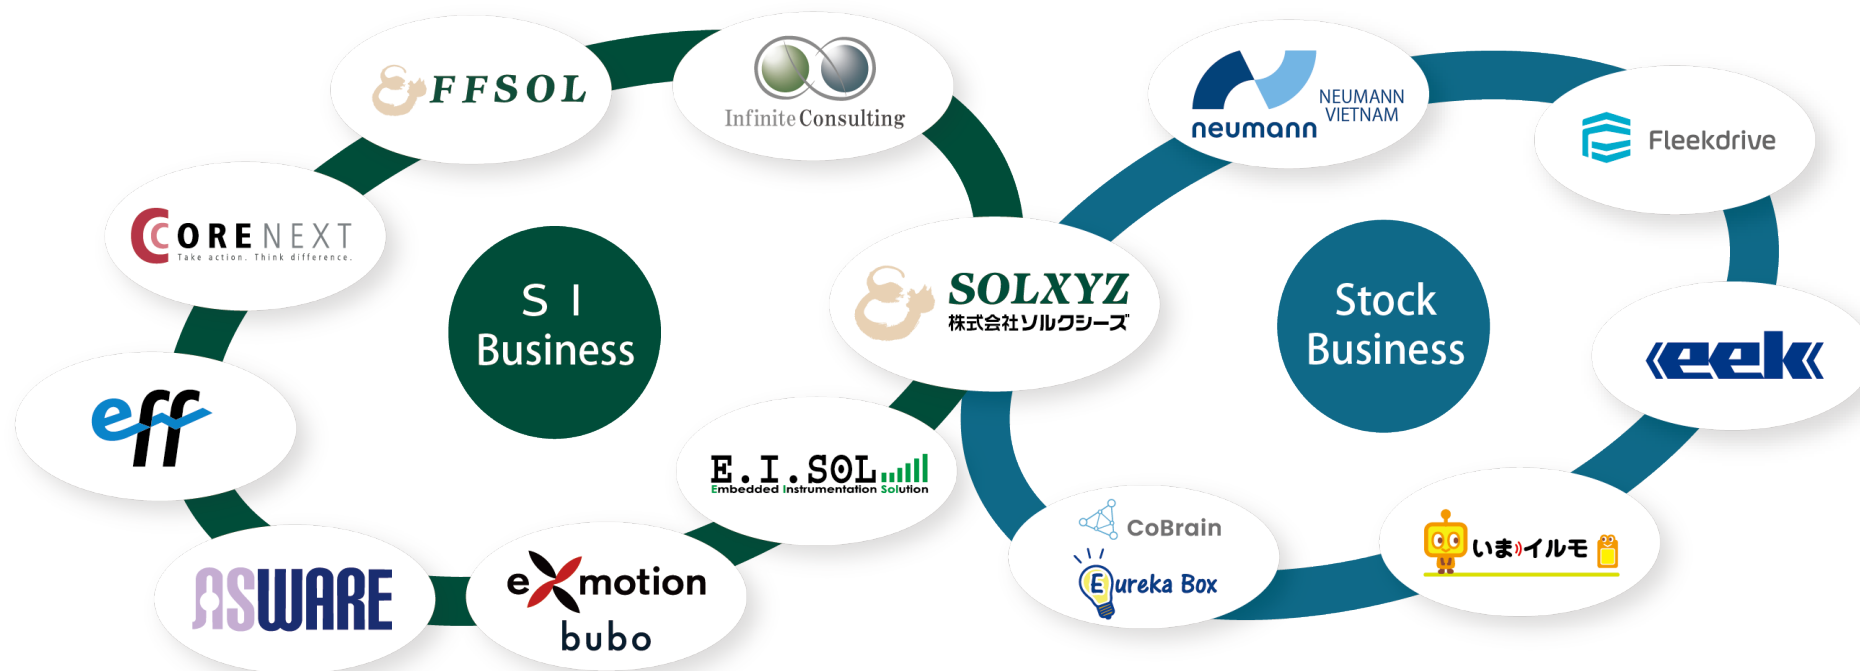 FFSOL
Infinite Consulting
neumann
NEUMANN
VIETNAM
Fleekdrive
CORENEXT
Take action. Think difference.
S I
Business
SOLXYZ
株式会社ソルクシーズ
Stock
Business
eek
eff
E.I.SOL
Embedded Instrumentation Solution
CoBrain
Eureka Box
いまイルモ
ASWARE
eXmotion
bubo